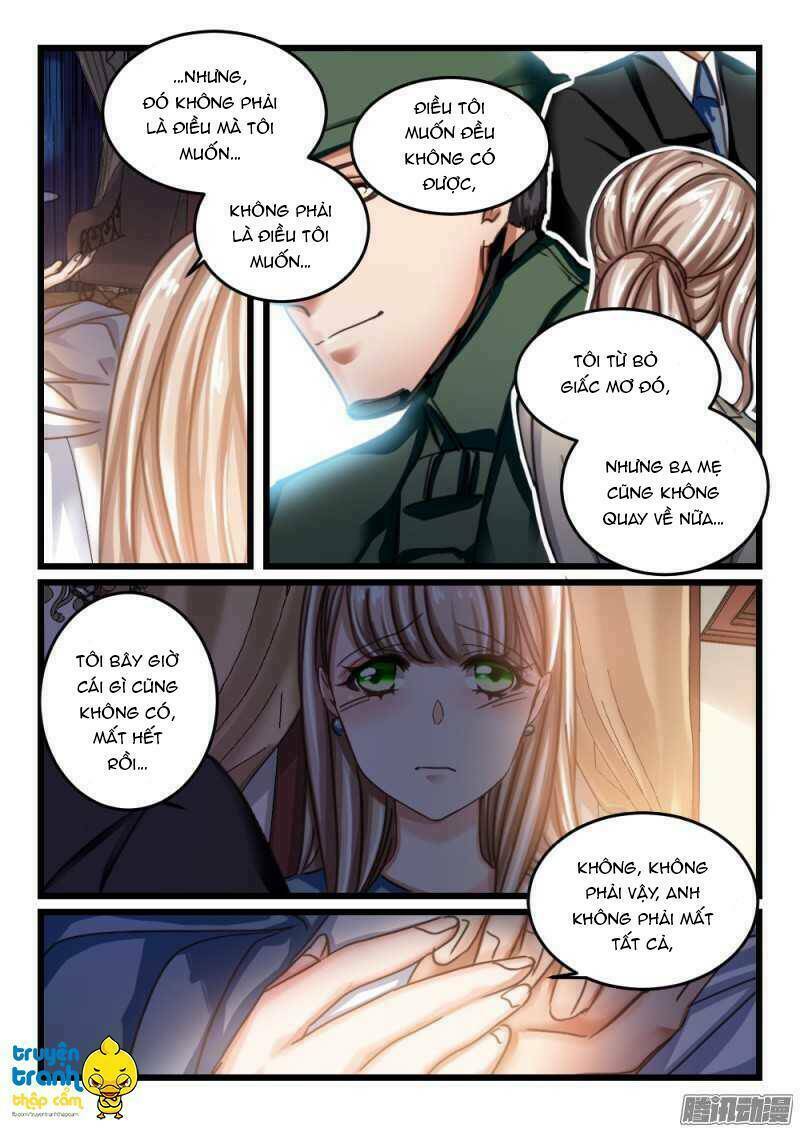 ...NHƯNG,
ĐÓ KHÔNG PHẢI
LÀ ĐIỀU MÀ TÔI
MUỐN...
KHÔNG PHẢI
LÀ ĐIỀU TÔI
MUỐN...
ĐIỀU TÔI
MUỐN ĐỀU
KHÔNG CÓ
ĐƯỢC,
TÔI TỪ BỎ
GIẤC MƠ ĐÓ,
NHƯNG BA MẸ
CŨNG KHÔNG
QUAY VỀ NỮA...
TÔI BÂY GIỜ
CÁI GÌ CŨNG
KHÔNG CÓ,
MẤT HẾT
RỒI...
KHÔNG, KHÔNG
PHẢI VẬY, ANH
KHÔNG PHẢI MẤT
TẤT CẢ,
truyện
tranh
thập cẩm
fb.com/truyentranhthapcam
腾讯动漫